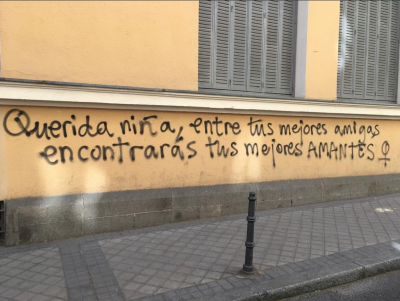 Querida niña, entre tus mejores amigas
encontrarás tus mejores AMANTES ♀